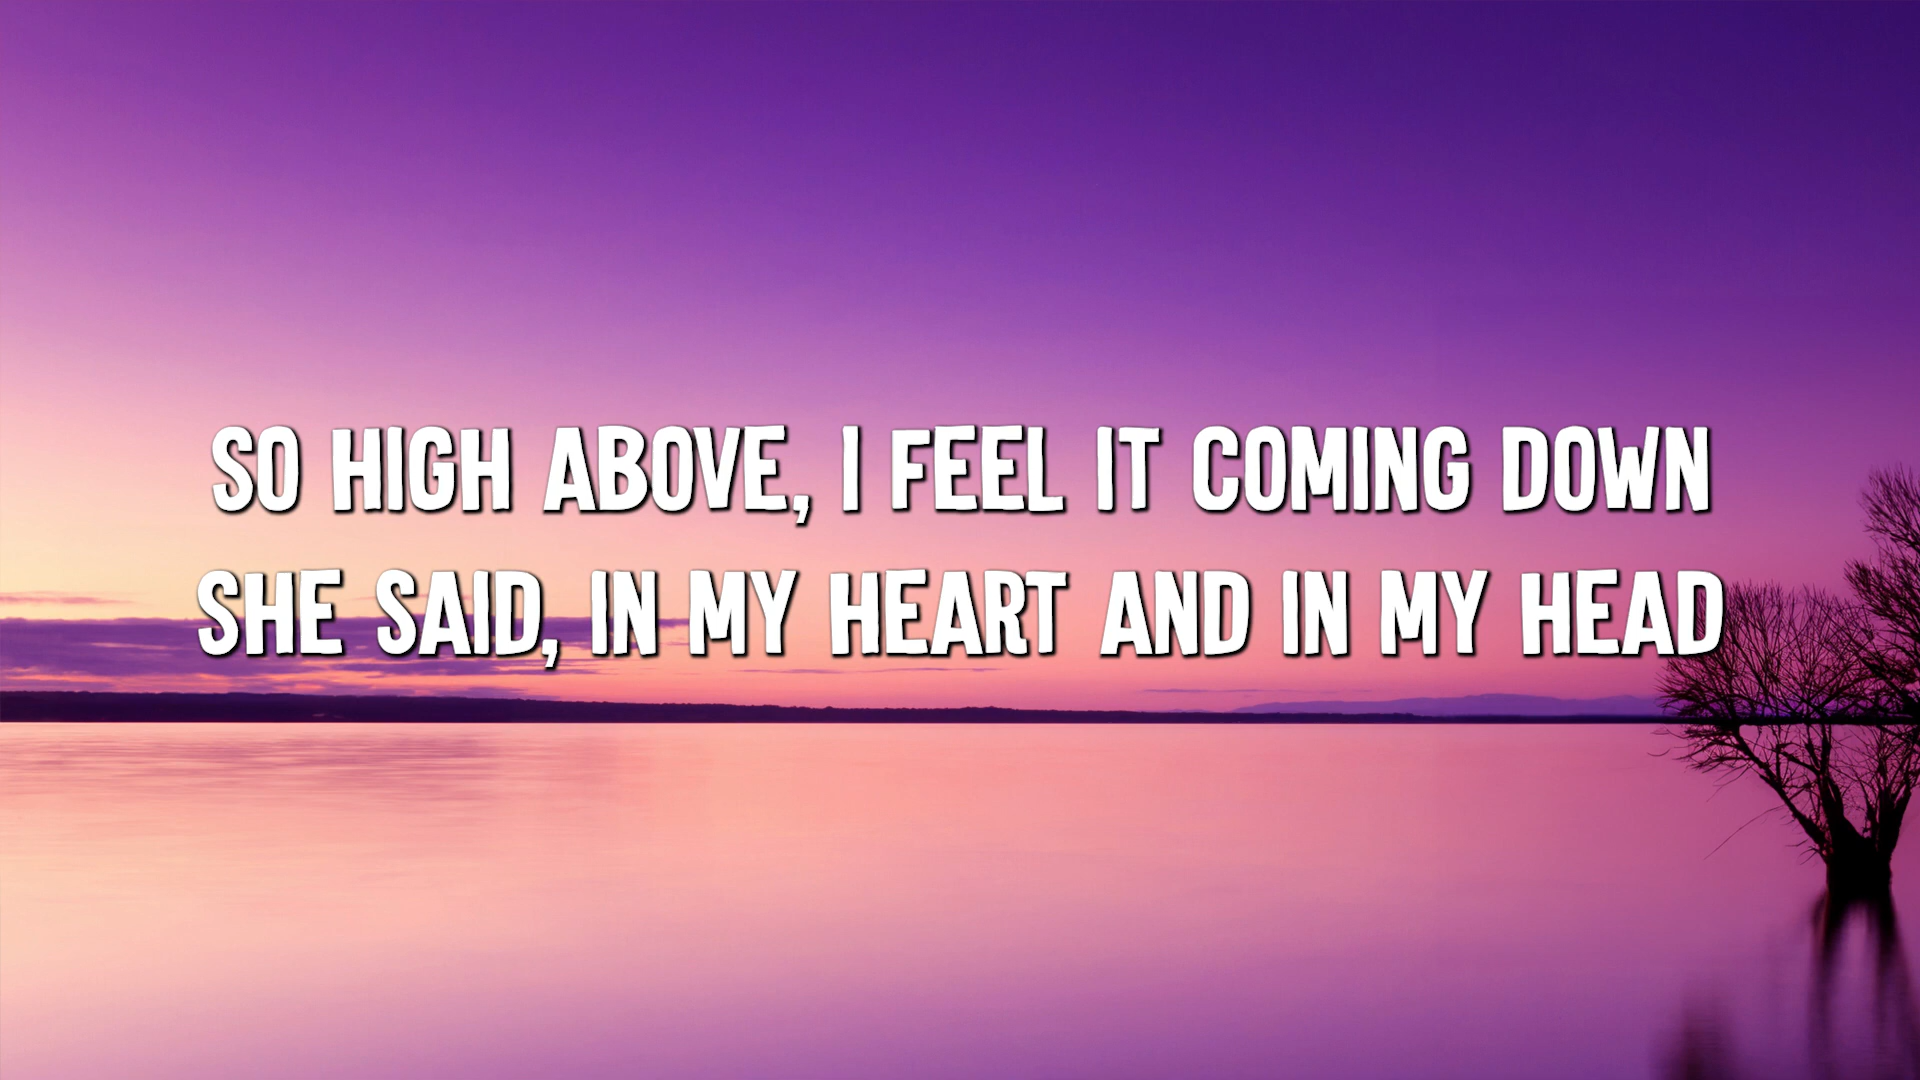 SO HIGH ABOVE, I FEEL IT COMING DOWN
SHE SAID, IN MY HEART AND IN MY HEAD